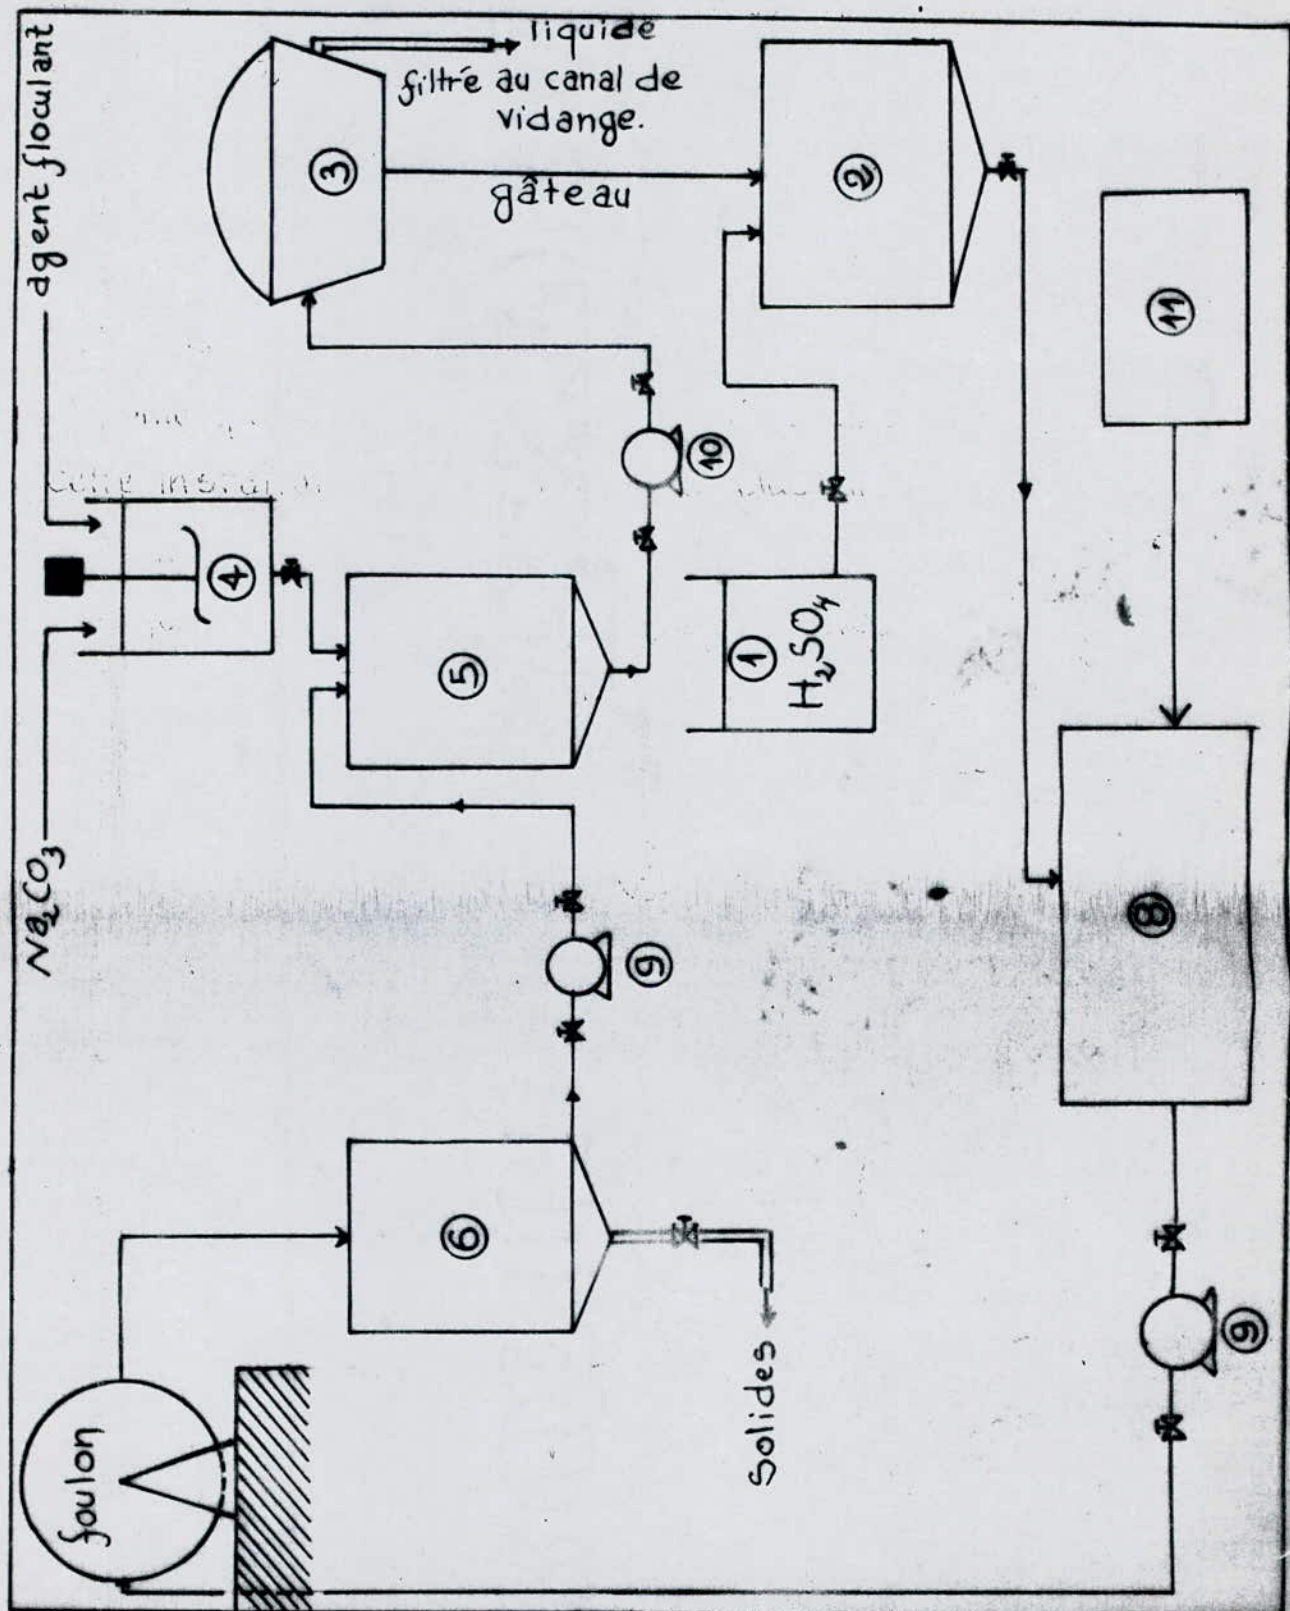 agent floculant
Na2CO3
liquide
filtré au canal de
vidange.
gâteau
3
2
11
10
4
5
1
H2SO4
9
8
6
9
foulon
Solides